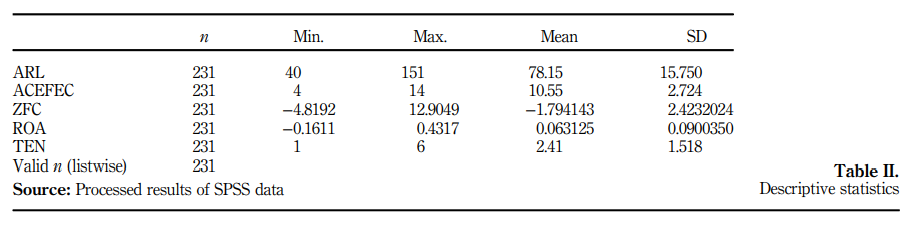 n Min. Max. Mean SD
ARL 231 40 151 78.15 15.750
ACEFEC 231 4 14 10.55 2.724
ZFC 231 −4.8192 12.9049 −1.794143 2.4232024
ROA 231 −0.1611 0.4317 0.063125 0.0900350
TEN 231 1 6 2.41 1.518
Valid n (listwise) 231
Source: Processed results of SPSS data
Table II.
Descriptive statistics